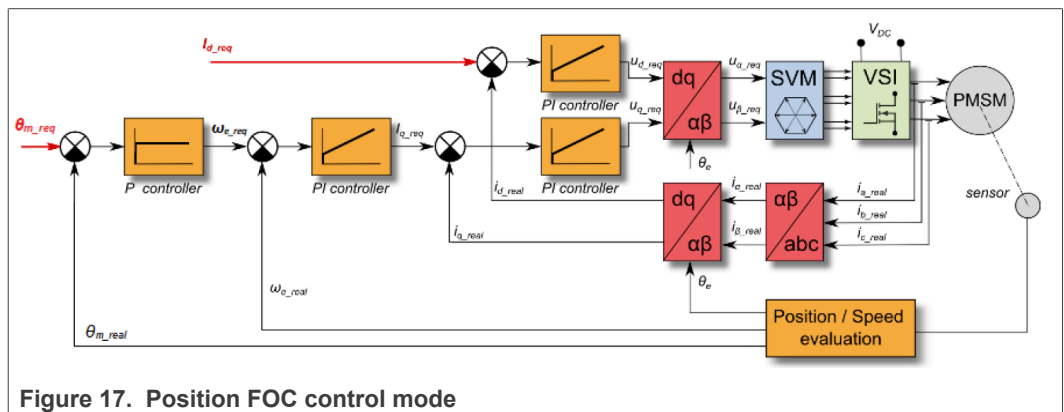 V_DC
I_d_req
u_d_req
dq
u_α_req
SVM
VSI
PI controller
PMSM
θ_m_req
ω_e_req
I_q_req
u_q_req
αβ
u_β_req
P controller
PI controller
PI controller
θ_e
i_d_real
dq
i_α_real
αβ
i_a_real
sensor
i_b_real
i_q_real
αβ
i_β_real
abc
i_c_real
θ_e
ω_e_real
Position / Speed
evaluation
θ_m_real
Figure 17. Position FOC control mode